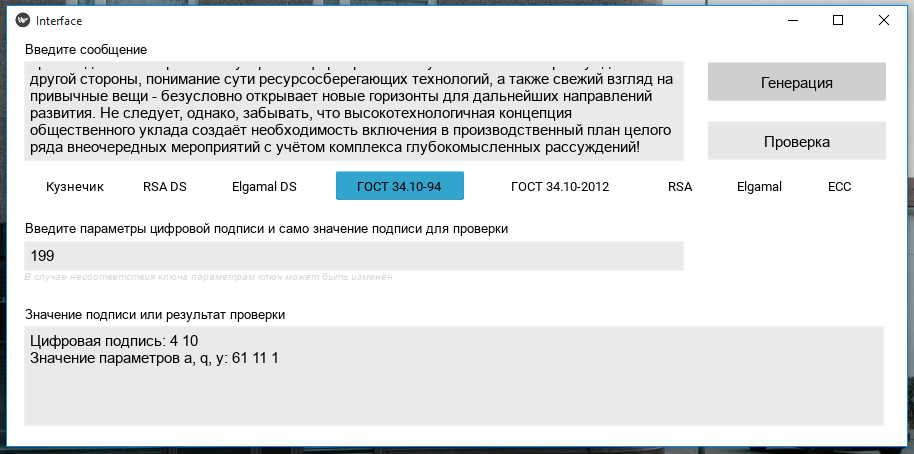 Interface
Введите сообщение
другой стороны, понимание сути ресурсосберегающих технологий, а также свежий взгляд на
привычные вещи - безусловно открывает новые горизонты для дальнейших направлений
развития. Не следует, однако, забывать, что высокотехнологичная концепция
общественного уклада создаёт необходимость включения в производственный план целого
ряда внеочередных мероприятий с учётом комплекса глубокомысленных рассуждений!
Генерация
Проверка
Кузнечик RSA DS Elgamal DS ГОСТ 34.10-94 ГОСТ 34.10-2012 RSA Elgamal ECC
Введите параметры цифровой подписи и само значение подписи для проверки
199
В случае несоответствия ключа параметрам ключ может быть изменён
Значение подписи или результат проверки
Цифровая подпись: 4 10
Значение параметров a, q, y: 61 11 1